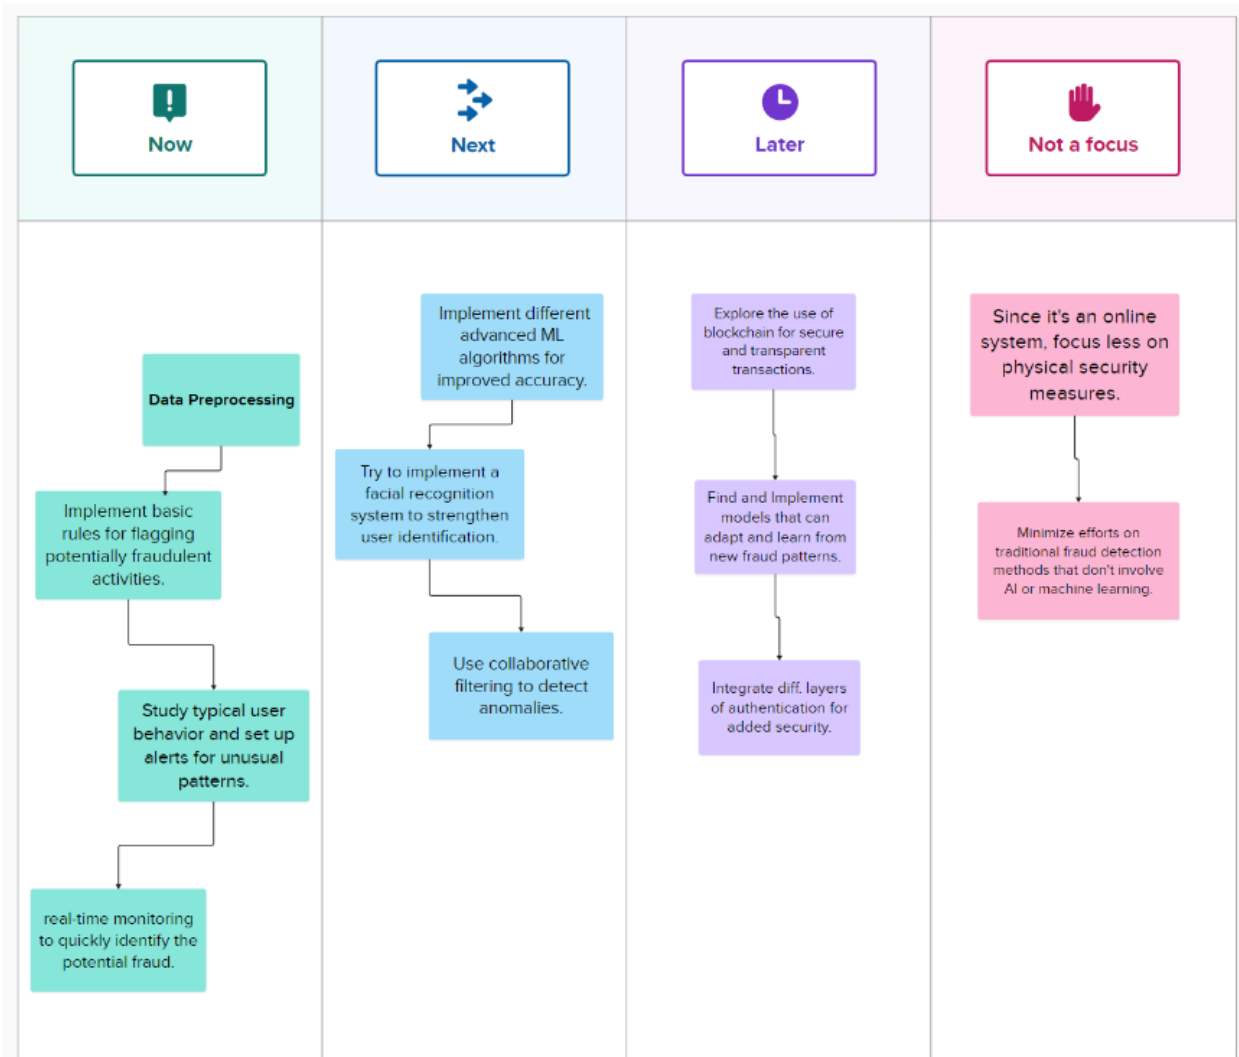 Now
Next
Later
Not a focus
Data Preprocessing
Implement basic
rules for flagging
potentially fraudulent
activities.
Study typical user
behavior and set up
alerts for unusual
patterns.
real-time monitoring
to quickly identify the
potential fraud.
Implement different
advanced ML
algorithms for
improved accuracy.
Try to implement a
facial recognition
system to strengthen
user identification.
Use collaborative
filtering to detect
anomalies.
Explore the use of
blockchain for secure
and transparent
transactions.
Find and Implement
models that can
adapt and learn from
new fraud patterns.
Integrate diff. layers
of authentication for
added security.
Since it's an online
system, focus less on
physical security
measures.
Minimize efforts on
traditional fraud detection
methods that don't involve
AI or machine learning.